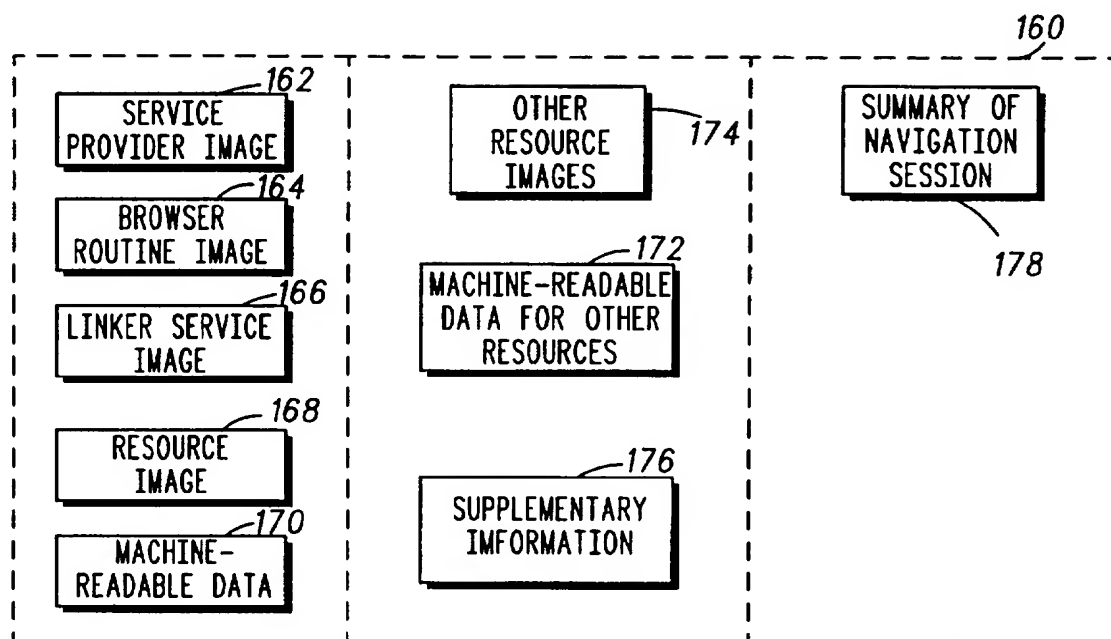 160
162
SERVICE
PROVIDER IMAGE
164
BROWSER
ROUTINE IMAGE
166
LINKER SERVICE
IMAGE
168
RESOURCE
IMAGE
170
MACHINE-
READABLE DATA
OTHER
RESOURCE
IMAGES
174
172
MACHINE-READABLE
DATA FOR OTHER
RESOURCES
176
SUPPLEMENTARY
IMFORMATION
SUMMARY OF
NAVIGATION
SESSION
178